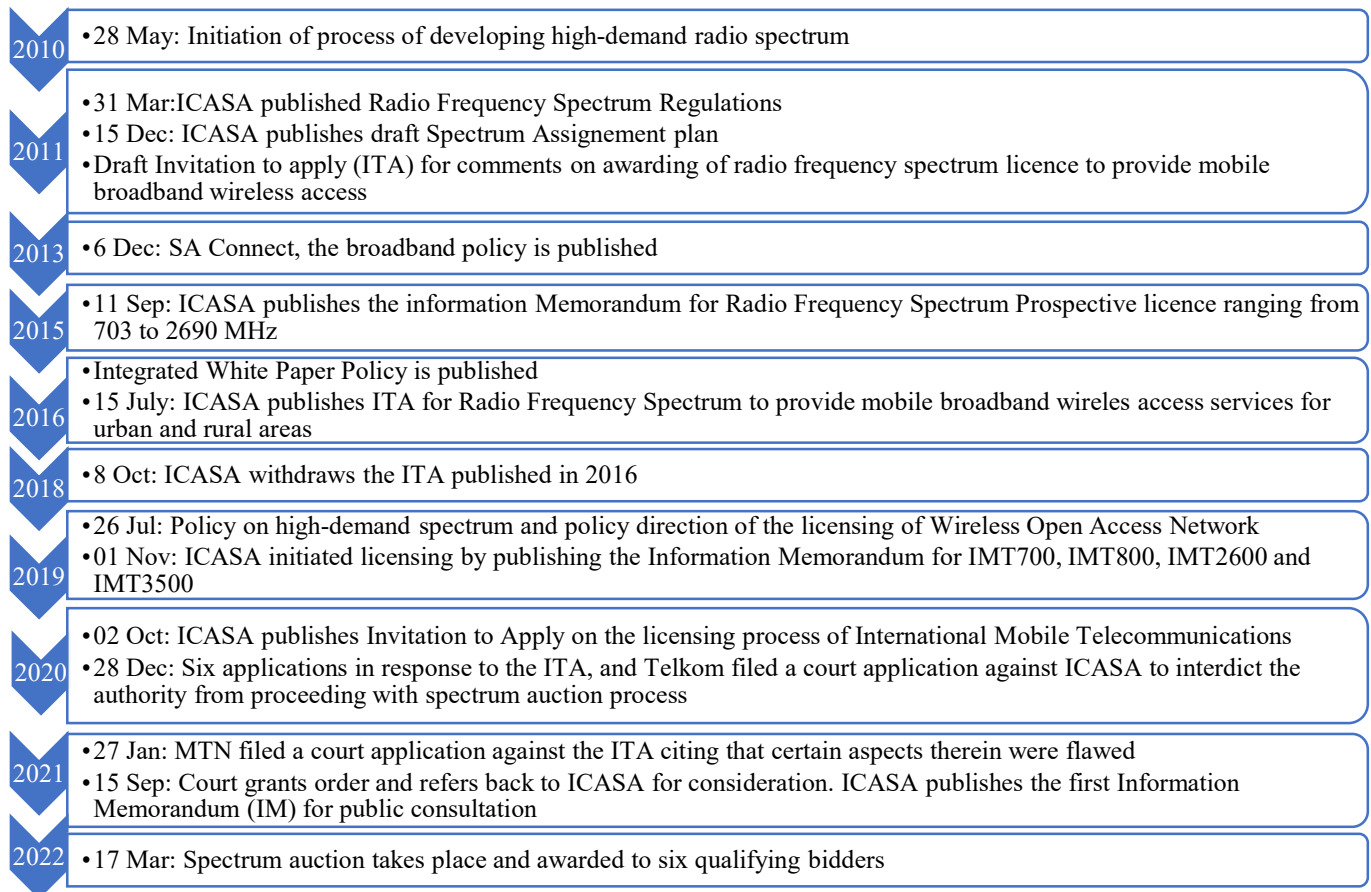 2010
•28 May: Initiation of process of developing high-demand radio spectrum
2011
•31 Mar:ICASA published Radio Frequency Spectrum Regulations
•15 Dec: ICASA publishes draft Spectrum Assignement plan
•Draft Invitation to apply (ITA) for comments on awarding of radio frequency spectrum licence to provide mobile
broadband wireless access
2013
•6 Dec: SA Connect, the broadband policy is published
2015
•11 Sep: ICASA publishes the information Memorandum for Radio Frequency Spectrum Prospective licence ranging from
703 to 2690 MHz
2016
•Integrated White Paper Policy is published
•15 July: ICASA publishes ITA for Radio Frequency Spectrum to provide mobile broadband wireles access services for
urban and rural areas
2018
•8 Oct: ICASA withdraws the ITA published in 2016
2019
•26 Jul: Policy on high-demand spectrum and policy direction of the licensing of Wireless Open Access Network
•01 Nov: ICASA initiated licensing by publishing the Information Memorandum for IMT700, IMT800, IMT2600 and
IMT3500
2020
•02 Oct: ICASA publishes Invitation to Apply on the licensing process of International Mobile Telecommunications
•28 Dec: Six applications in response to the ITA, and Telkom filed a court application against ICASA to interdict the
authority from proceeding with spectrum auction process
2021
•27 Jan: MTN filed a court application against the ITA citing that certain aspects therein were flawed
•15 Sep: Court grants order and refers back to ICASA for consideration. ICASA publishes the first Information
Memorandum (IM) for public consultation
2022
•17 Mar: Spectrum auction takes place and awarded to six qualifying bidders